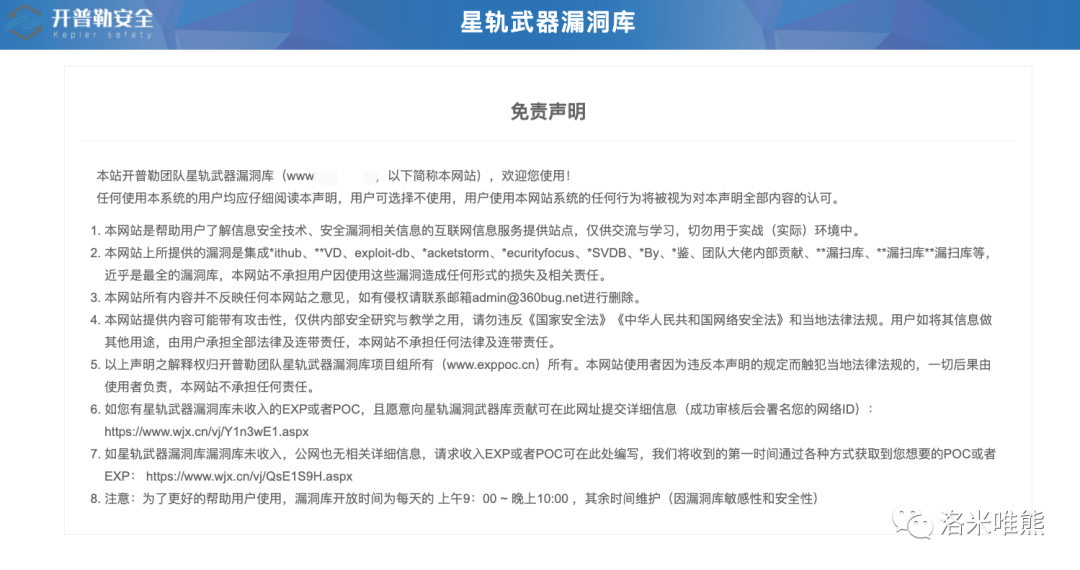 开普勒安全
Kepler safety
星轨武器漏洞库
免责声明
本站开普勒团队星轨武器漏洞库（www ，以下简称本网站），欢迎您使用！
任何使用本系统的用户均应仔细阅读本声明，用户可选择不使用，用户使用本网站系统的任何行为将被视为对本声明全部内容的认可。
1. 本网站是帮助用户了解信息安全技术、安全漏洞相关信息的互联网信息服务提供站点，仅供交流与学习，切勿用于实战（实际）环境中。
2. 本网站上所提供的漏洞是集成*ithub、**VD、exploit-db、*acketstorm、*ecurityfocus、*SVDB、*By、*鉴、团队大佬内部贡献、**漏扫库、**漏扫库**漏扫库等，
近乎是最全的漏洞库，本网站不承担用户因使用这些漏洞造成任何形式的损失及相关责任。
3. 本网站所有内容并不反映任何本网站之意见，如有侵权请联系邮箱admin@360bug.net进行删除。
4. 本网站提供内容可能带有攻击性，仅供内部安全研究与教学之用，请勿违反《国家安全法》《中华人民共和国网络安全法》和当地法律法规。用户如将其信息做
其他用途，由用户承担全部法律及连带责任，本网站不承担任何法律及连带责任。
5. 以上声明之解释权归开普勒团队星轨武器漏洞库项目组所有（www.exppoc.cn）所有。本网站使用者因为违反本声明的规定而触犯当地法律法规的，一切后果由
使用者负责，本网站不承担任何责任。
6. 如您有星轨武器漏洞库未收入的EXP或者POC，且愿意向星轨漏洞武器库贡献可在此网址提交详细信息（成功审核后会署名您的网络ID）：
https://www.wjx.cn/vj/Y1n3wE1.aspx
7. 如星轨武器漏洞库漏洞库未收入，公网也无相关详细信息，请求收入EXP或者POC可在此处编写，我们将收到的第一时间通过各种方式获取到您想要的POC或者
EXP： https://www.wjx.cn/vj/QsE1S9H.aspx
8. 注意：为了更好的帮助用户使用，漏洞库开放时间为每天的 上午9：00 ~ 晚上10:00 ，其余时间维护（因漏洞库敏感性和安全性）
洛米唯熊